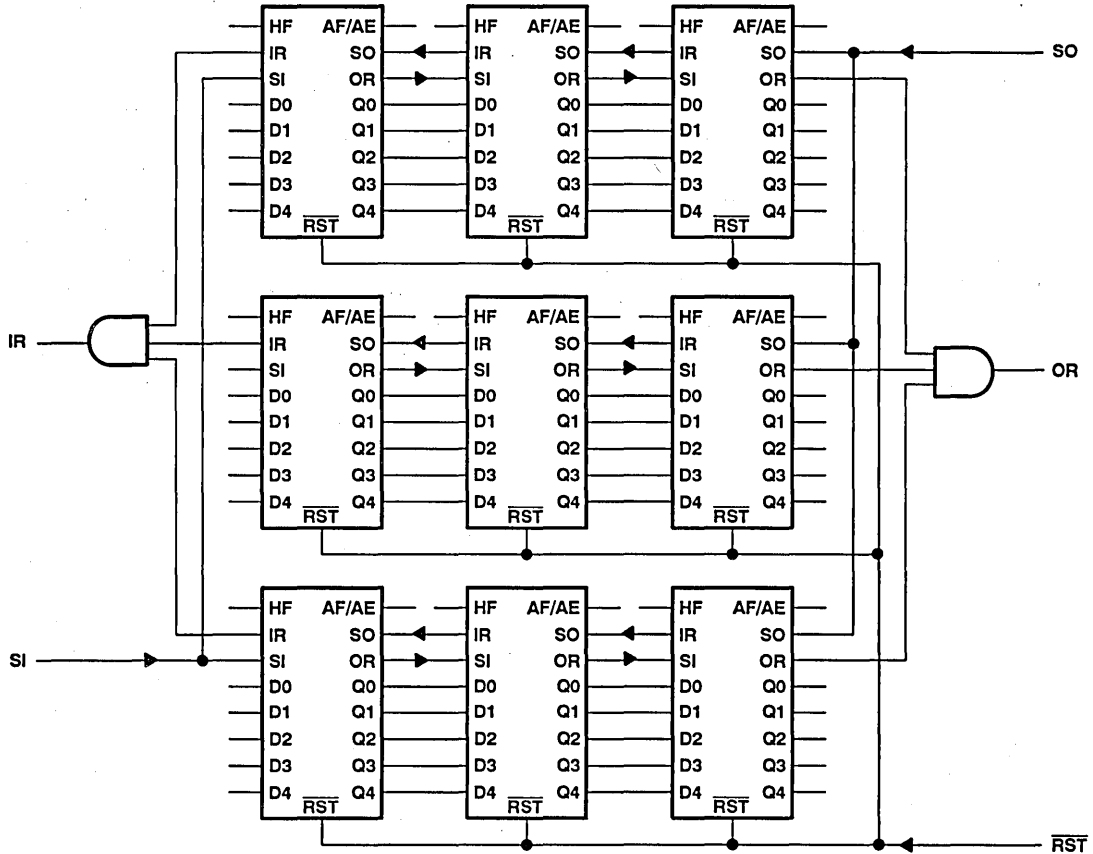 HF AF/AE HF AF/AE HF AF/AE
IR SO IR SO IR SO SO
SI OR SI OR SI OR
D0 Q0 D0 Q0 D0 Q0
D1 Q1 D1 Q1 D1 Q1
D2 Q2 D2 Q2 D2 Q2
D3 Q3 D3 Q3 D3 Q3
D4 Q4 D4 Q4 D4 Q4
RST RST RST
HF AF/AE HF AF/AE HF AF/AE
IR IR SO IR SO IR SO
SI OR SI OR SI OR OR
D0 Q0 D0 Q0 D0 Q0
D1 Q1 D1 Q1 D1 Q1
D2 Q2 D2 Q2 D2 Q2
D3 Q3 D3 Q3 D3 Q3
D4 Q4 D4 Q4 D4 Q4
RST RST RST
HF AF/AE HF AF/AE HF AF/AE
IR SO IR SO IR SO
SI SI OR SI OR SI OR
D0 Q0 D0 Q0 D0 Q0
D1 Q1 D1 Q1 D1 Q1
D2 Q2 D2 Q2 D2 Q2
D3 Q3 D3 Q3 D3 Q3
D4 Q4 D4 Q4 D4 Q4
RST RST RST
RST